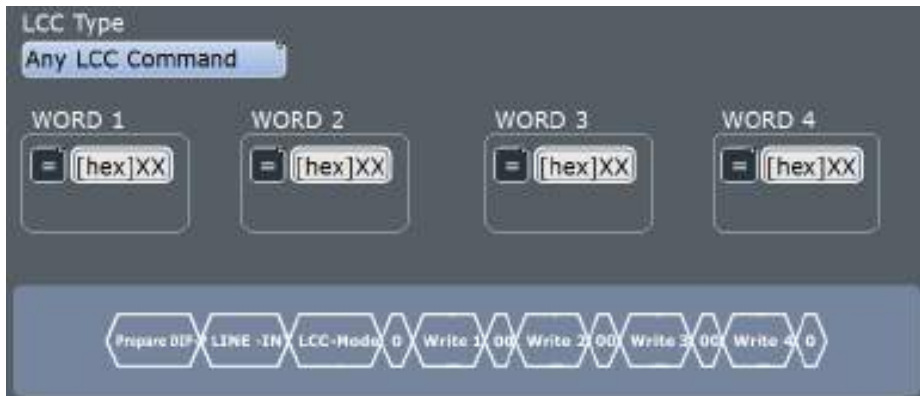 LCC Type
Any LCC Command
WORD 1 WORD 2 WORD 3 WORD 4
= [hex]XX = [hex]XX = [hex]XX = [hex]XX
Prepare DIF- LINE -IN LCC-Mode 0 Write 1 00 Write 2 00 Write 3 00 Write 4 0